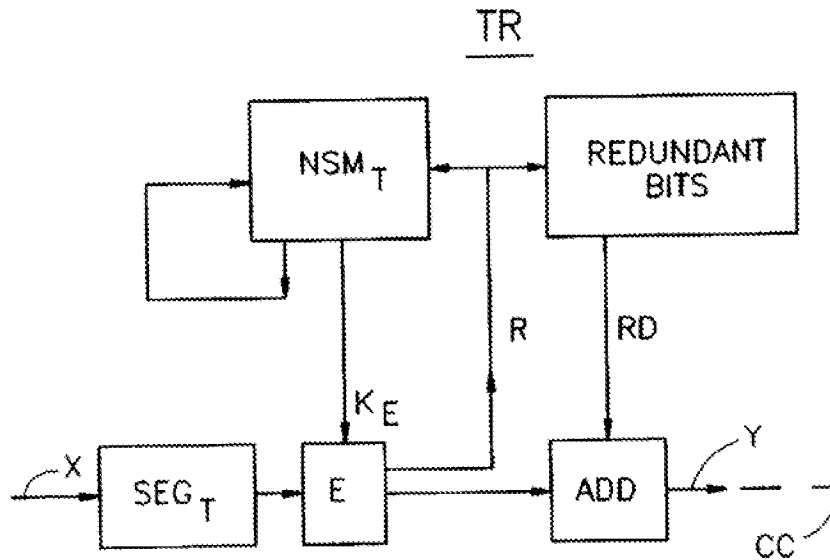 TR
NSM_T
REDUNDANT
BITS
R
RD
K_E
X
SEG_T
E
ADD
Y
CC